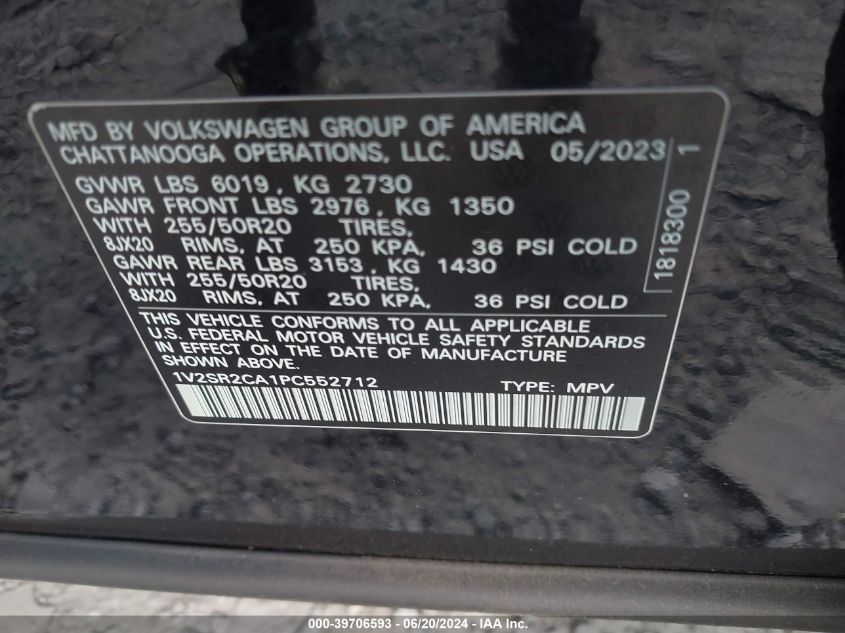 MFD BY VOLKSWAGEN GROUP OF AMERICA
CHATTANOOGA OPERATIONS, LLC. USA 05/2023
GVWR LBS 6019, KG 2730
GAWR FRONT LBS 2976, KG 1350
WITH 255/50R20 TIRES,
8JX20 RIMS, AT 250 KPA, 36 PSI COLD
GAWR REAR LBS 3153, KG 1430
WITH 255/50R20 TIRES,
8JX20 RIMS, AT 250 KPA, 36 PSI COLD
THIS VEHICLE CONFORMS TO ALL APPLICABLE
U.S. FEDERAL MOTOR VEHICLE SAFETY STANDARDS
IN EFFECT ON THE DATE OF MANUFACTURE
SHOWN ABOVE.
1V2SR2CA1PC552712 TYPE: MPV
1818300 1
000-39706593 - 06/20/2024 - IAA Inc.